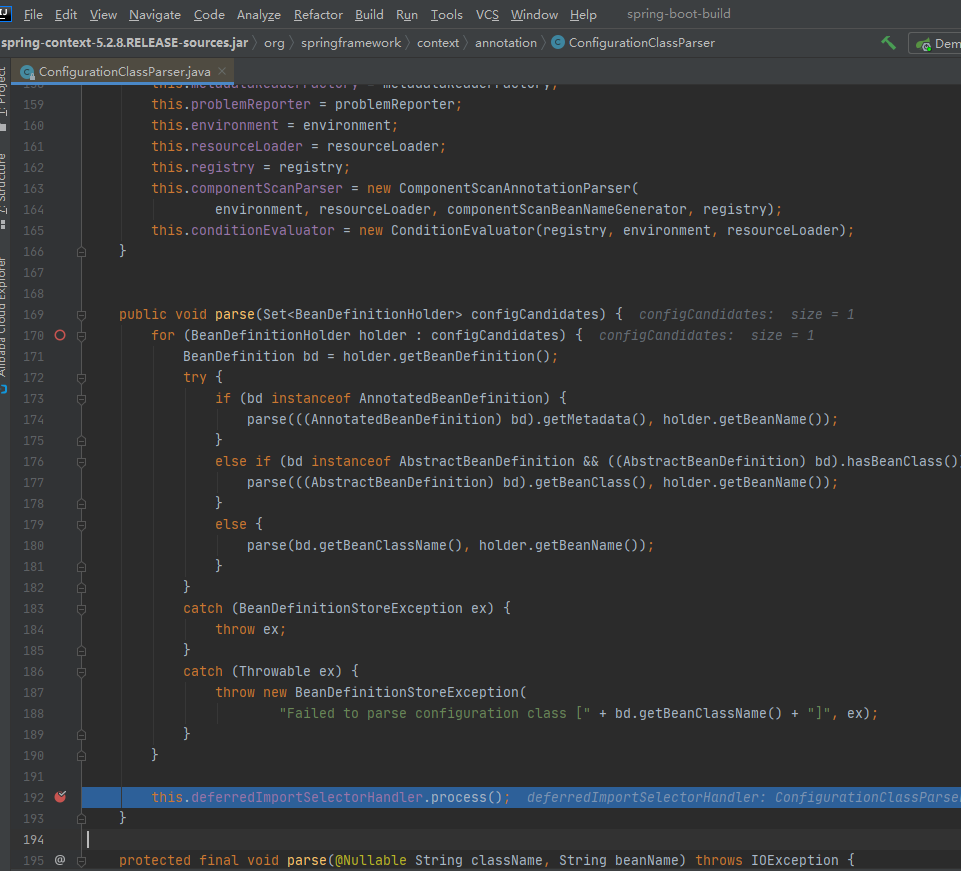 File Edit View Navigate Code Analyze Refactor Build Run Tools VCS Window Help spring-boot-build
spring-context-5.2.8.RELEASE-sources.jar org springframework context annotation C ConfigurationClassParser Dem
C ConfigurationClassParser.java ×
1: Project
7: Structure
Alibaba Cloud Explorer
158 this.metadataReaderFactory = metadataReaderFactory;
159 this.problemReporter = problemReporter;
160 this.environment = environment;
161 this.resourceLoader = resourceLoader;
162 this.registry = registry;
163 this.componentScanParser = new ComponentScanAnnotationParser(
164 environment, resourceLoader, componentScanBeanNameGenerator, registry);
165 this.conditionEvaluator = new ConditionEvaluator(registry, environment, resourceLoader);
166 }
167
168
169 public void parse(Set<BeanDefinitionHolder> configCandidates) { configCandidates: size = 1
170 for (BeanDefinitionHolder holder : configCandidates) { configCandidates: size = 1
171 BeanDefinition bd = holder.getBeanDefinition();
172 try {
173 if (bd instanceof AnnotatedBeanDefinition) {
174 parse(((AnnotatedBeanDefinition) bd).getMetadata(), holder.getBeanName());
175 }
176 else if (bd instanceof AbstractBeanDefinition && ((AbstractBeanDefinition) bd).hasBeanClass()
177 parse(((AbstractBeanDefinition) bd).getBeanClass(), holder.getBeanName());
178 }
179 else {
180 parse(bd.getBeanClassName(), holder.getBeanName());
181 }
182 }
183 catch (BeanDefinitionStoreException ex) {
184 throw ex;
185 }
186 catch (Throwable ex) {
187 throw new BeanDefinitionStoreException(
188 "Failed to parse configuration class [" + bd.getBeanClassName() + "]", ex);
189 }
190 }
191
192 this.deferredImportSelectorHandler.process(); deferredImportSelectorHandler: ConfigurationClassParse
193 }
194
195 @ protected final void parse(@Nullable String className, String beanName) throws IOException {